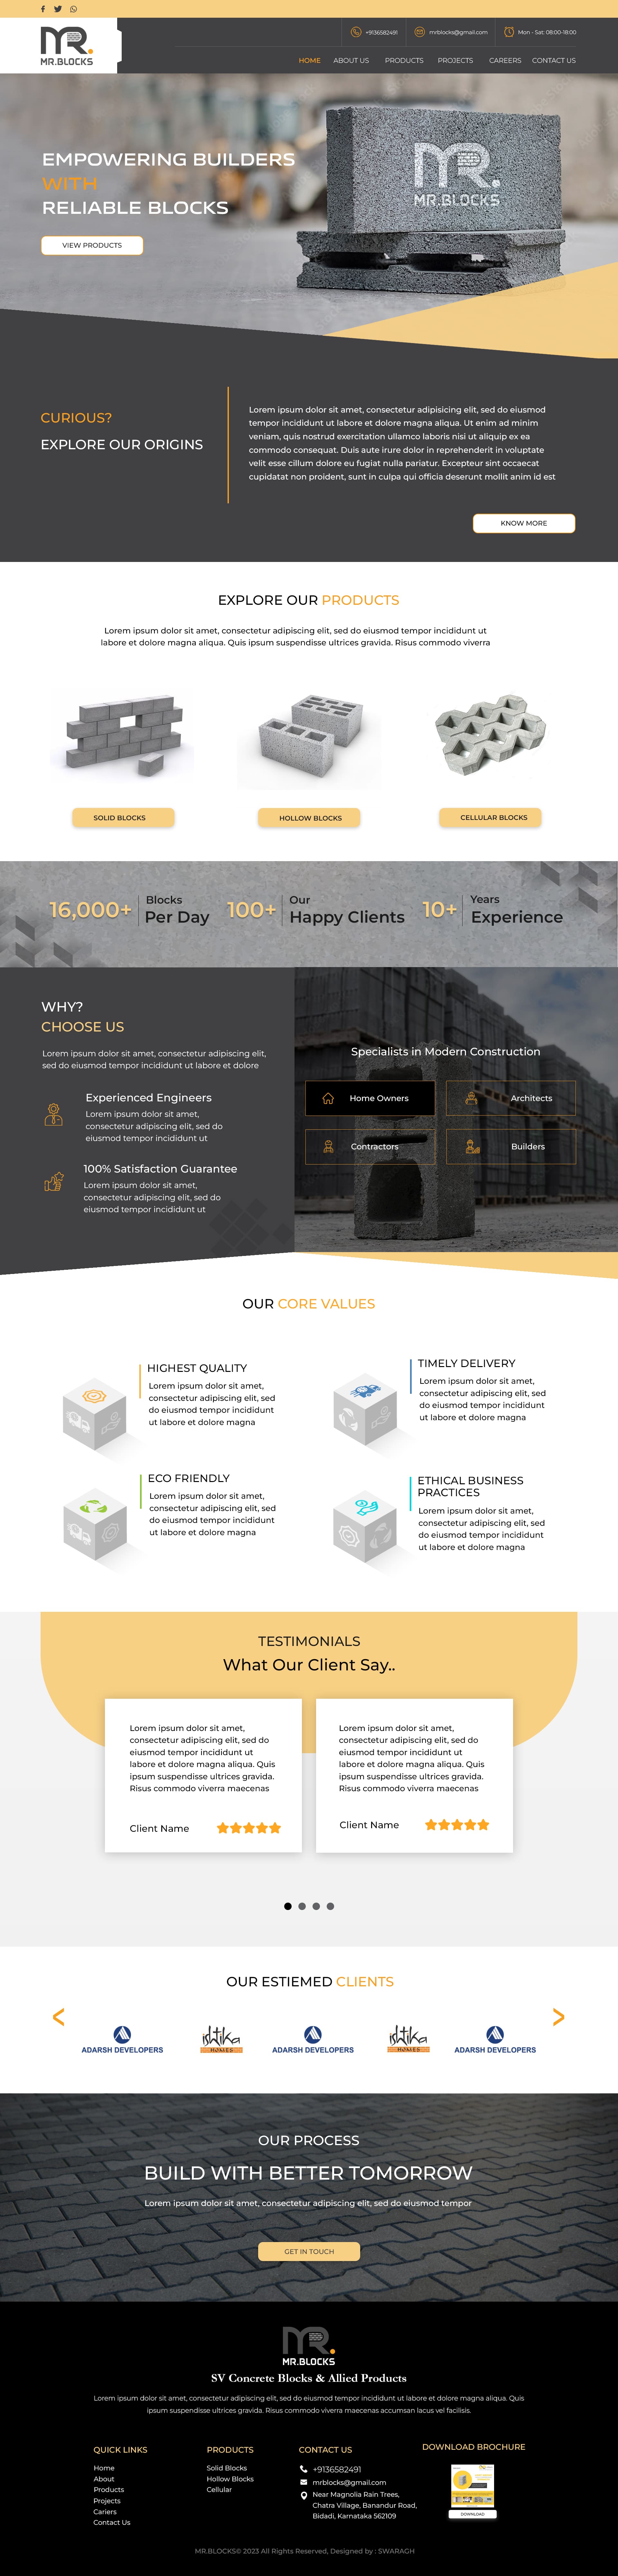 MR.
MR.BLOCKS
+9136582491
mrblocks@gmail.com
Mon - Sat: 08:00-18:00
HOME
ABOUT US
PRODUCTS
PROJECTS
CAREERS
CONTACT US
EMPOWERING BUILDERS
WITH
RELIABLE BLOCKS
MR.
MR.BLOCKS
VIEW PRODUCTS
CURIOUS?
EXPLORE OUR ORIGINS
Lorem ipsum dolor sit amet, consectetur adipisicing elit, sed do eiusmod
tempor incididunt ut labore et dolore magna aliqua. Ut enim ad minim
veniam, quis nostrud exercitation ullamco laboris nisi ut aliquip ex ea
commodo consequat. Duis aute irure dolor in reprehenderit in voluptate
velit esse cillum dolore eu fugiat nulla pariatur. Excepteur sint occaecat
cupidatat non proident, sunt in culpa qui officia deserunt mollit anim id est
KNOW MORE
EXPLORE OUR PRODUCTS
Lorem ipsum dolor sit amet, consectetur adipiscing elit, sed do eiusmod tempor incididunt ut
labore et dolore magna aliqua. Quis ipsum suspendisse ultrices gravida. Risus commodo viverra
SOLID BLOCKS
HOLLOW BLOCKS
CELLULAR BLOCKS
16,000+
Blocks
Per Day
100+
Our
Happy Clients
10+
Years
Experience
WHY?
CHOOSE US
Lorem ipsum dolor sit amet, consectetur adipiscing elit,
sed do eiusmod tempor incididunt ut labore et dolore
Experienced Engineers
Lorem ipsum dolor sit amet,
consectetur adipiscing elit, sed do
eiusmod tempor incididunt ut
100% Satisfaction Guarantee
Lorem ipsum dolor sit amet,
consectetur adipiscing elit, sed do
eiusmod tempor incididunt ut
Specialists in Modern Construction
Home Owners
Architects
Contractors
Builders
OUR CORE VALUES
HIGHEST QUALITY
Lorem ipsum dolor sit amet,
consectetur adipiscing elit, sed
do eiusmod tempor incididunt
ut labore et dolore magna
TIMELY DELIVERY
Lorem ipsum dolor sit amet,
consectetur adipiscing elit, sed
do eiusmod tempor incididunt
ut labore et dolore magna
ECO FRIENDLY
Lorem ipsum dolor sit amet,
consectetur adipiscing elit, sed
do eiusmod tempor incididunt
ut labore et dolore magna
ETHICAL BUSINESS
PRACTICES
Lorem ipsum dolor sit amet,
consectetur adipiscing elit, sed
do eiusmod tempor incididunt
ut labore et dolore magna
TESTIMONIALS
What Our Client Say..
Lorem ipsum dolor sit amet,
consectetur adipiscing elit, sed do
eiusmod tempor incididunt ut
labore et dolore magna aliqua. Quis
ipsum suspendisse ultrices gravida.
Risus commodo viverra maecenas
Client Name
Lorem ipsum dolor sit amet,
consectetur adipiscing elit, sed do
eiusmod tempor incididunt ut
labore et dolore magna aliqua. Quis
ipsum suspendisse ultrices gravida.
Risus commodo viverra maecenas
Client Name
OUR ESTIEMED CLIENTS
ADARSH DEVELOPERS
ishtika
HOMES
ADARSH DEVELOPERS
ishtika
HOMES
ADARSH DEVELOPERS
OUR PROCESS
BUILD WITH BETTER TOMORROW
Lorem ipsum dolor sit amet, consectetur adipiscing elit, sed do eiusmod tempor
GET IN TOUCH
MR.
MR.BLOCKS
SV Concrete Blocks & Allied Products
Lorem ipsum dolor sit amet, consectetur adipiscing elit, sed do eiusmod tempor incididunt ut labore et dolore magna aliqua. Quis
ipsum suspendisse ultrices gravida. Risus commodo viverra maecenas accumsan lacus vel facilisis.
QUICK LINKS
Home
About
Products
Projects
Cariers
Contact Us
PRODUCTS
Solid Blocks
Hollow Blocks
Cellular
CONTACT US
+9136582491
mrblocks@gmail.com
Near Magnolia Rain Trees,
Chatra Village, Banandur Road,
Bidadi, Karnataka 562109
DOWNLOAD BROCHURE
DOWNLOAD
MR.BLOCKS© 2023 All Rights Reserved, Designed by : SWARAGH